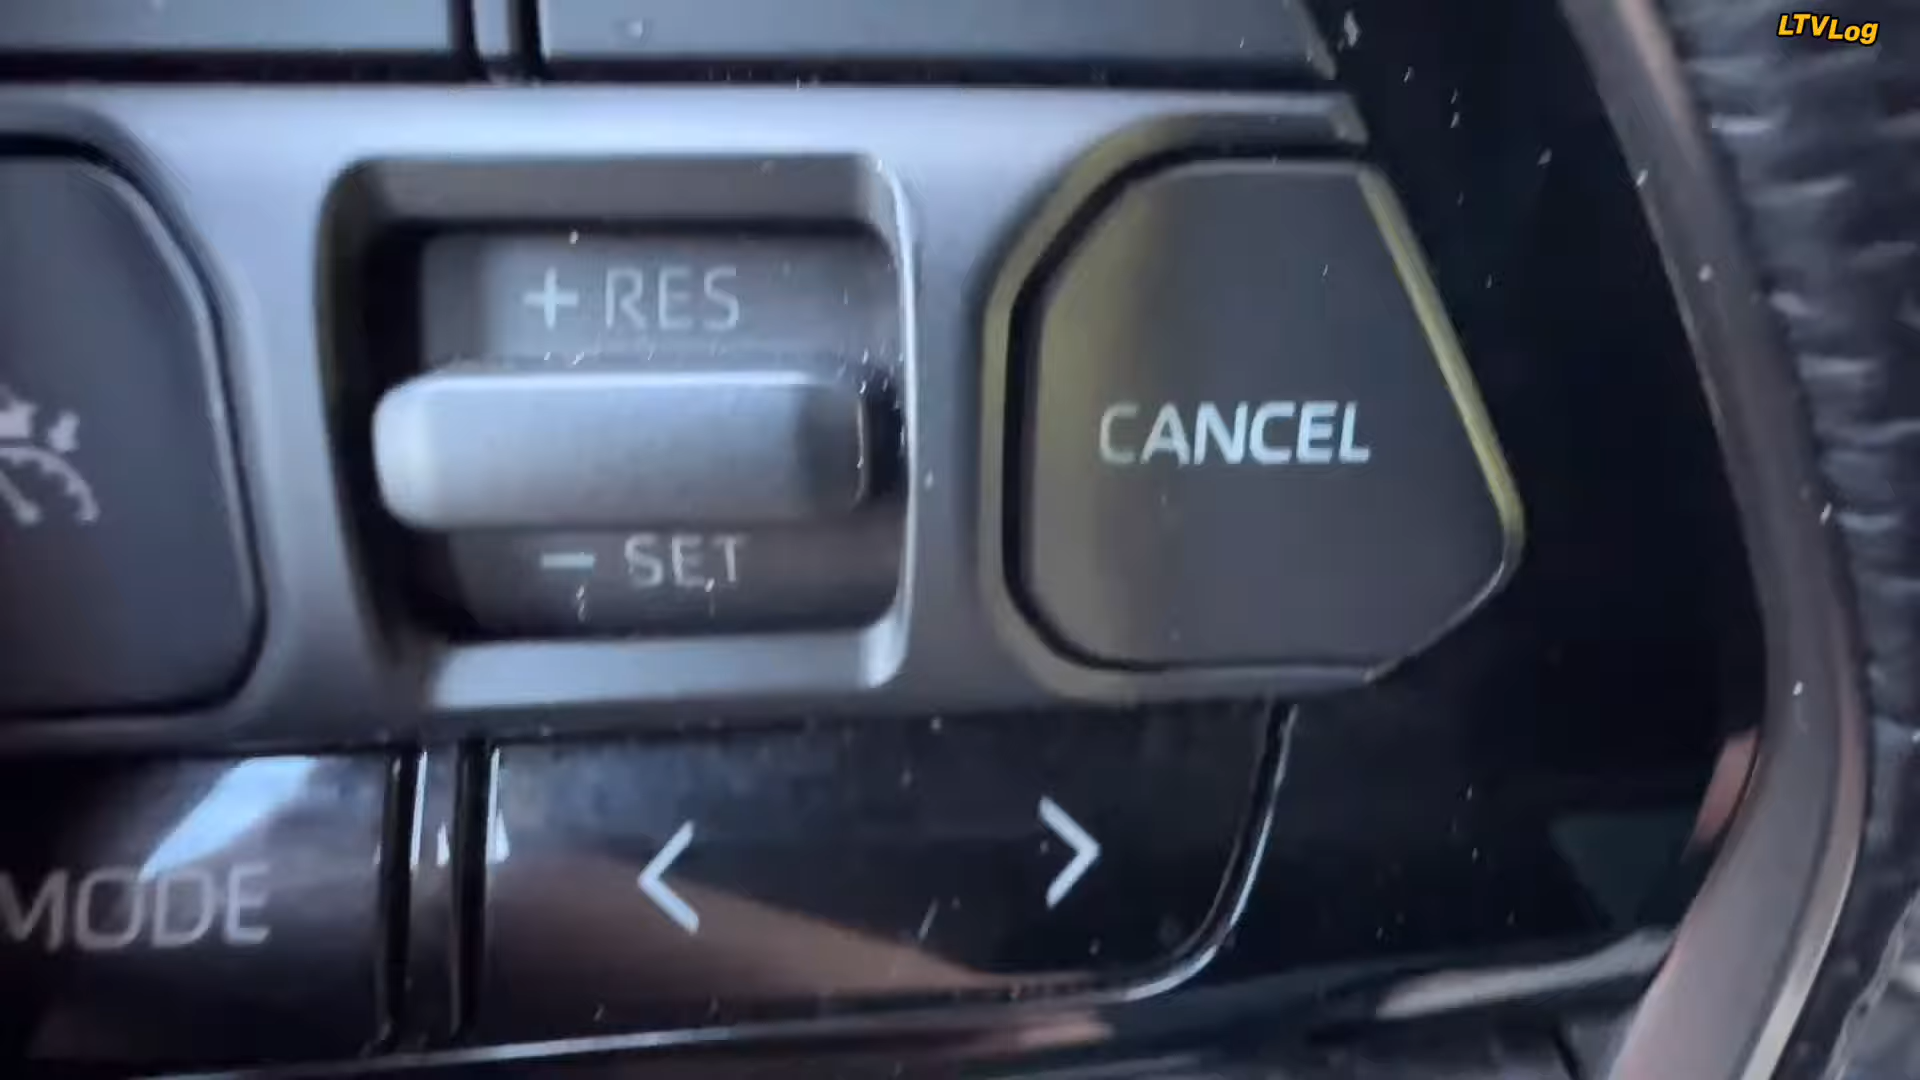 LTVLog
+ RES
CANCEL
- SET
MODE
< >